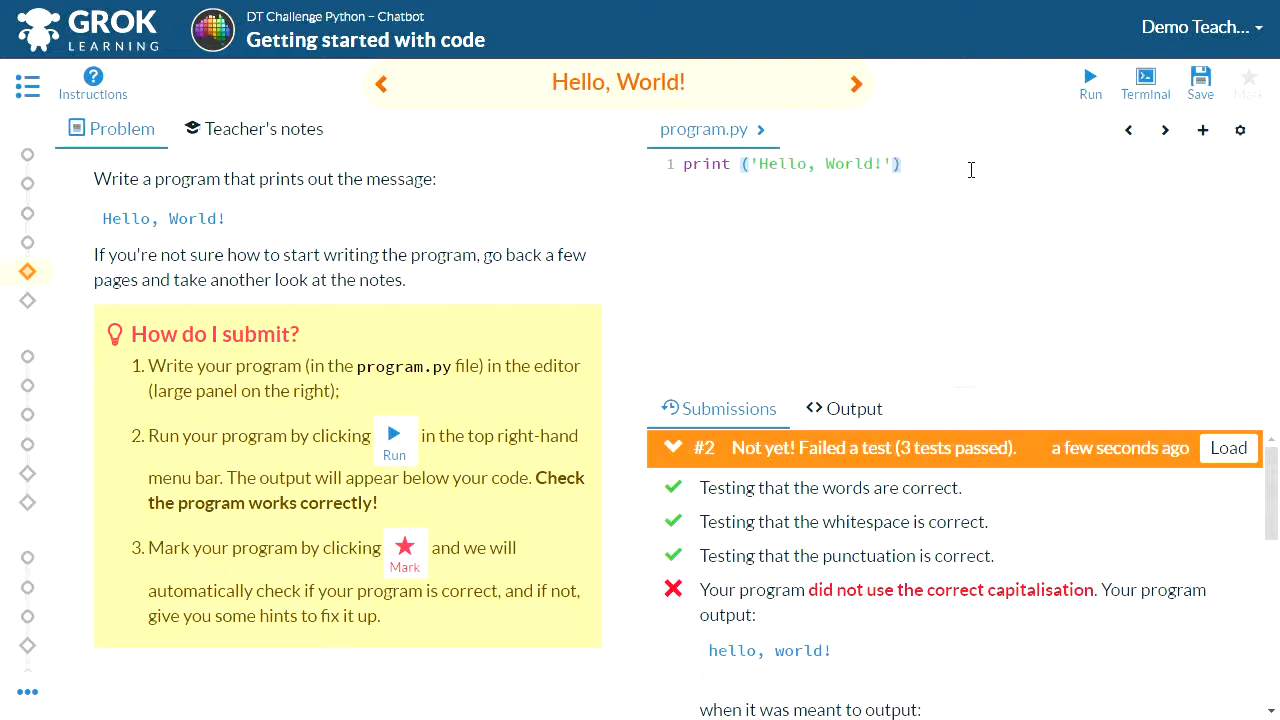 GROK
LEARNING
DT Challenge Python – Chatbot
Getting started with code
Demo Teach...
Instructions
Hello, World!
Run
Terminal
Save
Mark
Problem
Teacher's notes
program.py
Write a program that prints out the message:
Hello, World!
If you're not sure how to start writing the program, go back a few
pages and take another look at the notes.
How do I submit?
1. Write your program (in the program.py file) in the editor
(large panel on the right);
2. Run your program by clicking Run in the top right-hand
menu bar. The output will appear below your code. Check
the program works correctly!
3. Mark your program by clicking Mark and we will
automatically check if your program is correct, and if not,
give you some hints to fix it up.
1 print ('Hello, World!')
Submissions
Output
#2 Not yet! Failed a test (3 tests passed). a few seconds ago Load
Testing that the words are correct.
Testing that the whitespace is correct.
Testing that the punctuation is correct.
Your program did not use the correct capitalisation. Your program
output:
hello, world!
when it was meant to output: